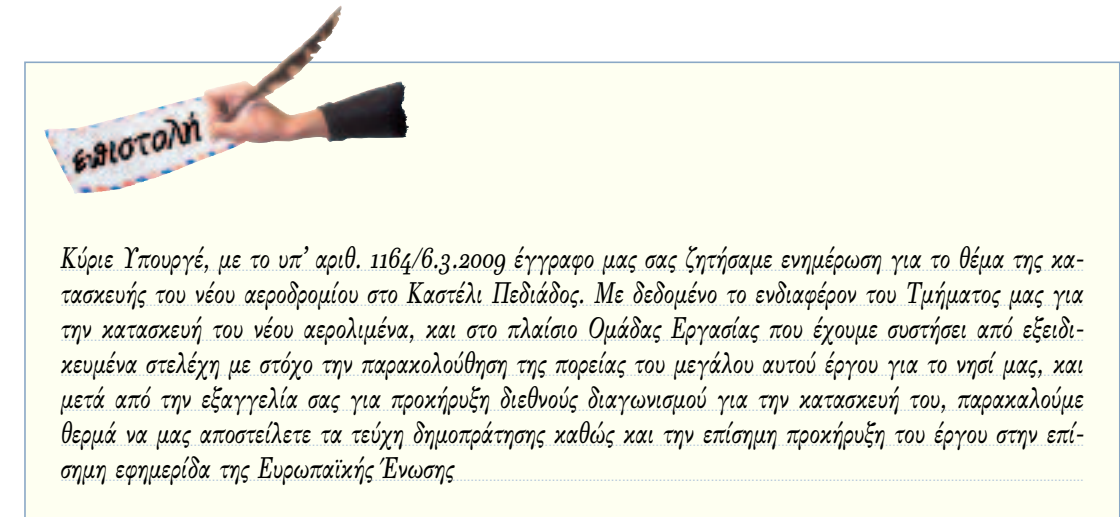 επιστολή
Κύριε Υπουργέ, με το υπ’ αριθ. 1164/6.3.2009 έγγραφο μας σας ζητήσαμε ενημέρωση για το θέμα της κα-
τασκευής του νέου αεροδρομίου στο Καστέλι Πεδιάδος. Με δεδομένο το ενδιαφέρον του Τμήματος μας για
την κατασκευή του νέου αερολιμένα, και στο πλαίσιο Ομάδας Εργασίας που έχουμε συστήσει από εξειδι-
κευμένα στελέχη με στόχο την παρακολούθηση της πορείας του μεγάλου αυτού έργου για το νησί μας, και
μετά από την εξαγγελία σας για προκήρυξη διεθνούς διαγωνισμού για την κατασκευή του, παρακαλούμε
θερμά να μας αποστείλετε τα τεύχη δημοπράτησης καθώς και την επίσημη προκήρυξη του έργου στην επί-
σημη εφημερίδα της Ευρωπαϊκής Ένωσης